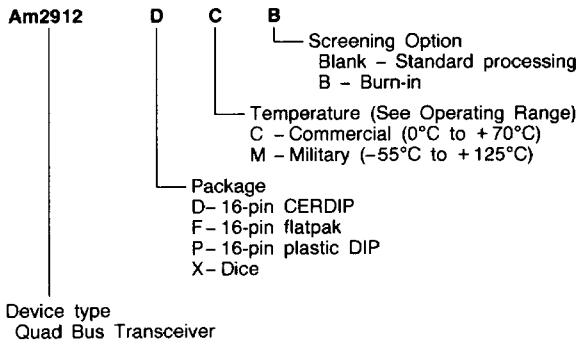 Am2912 D C B
Screening Option
Blank – Standard processing
B – Burn-in
Temperature (See Operating Range)
C – Commercial (0°C to +70°C)
M – Military (–55°C to +125°C)
Package
D– 16-pin CERDIP
F– 16-pin flatpak
P– 16-pin plastic DIP
X– Dice
Device type
Quad Bus Transceiver